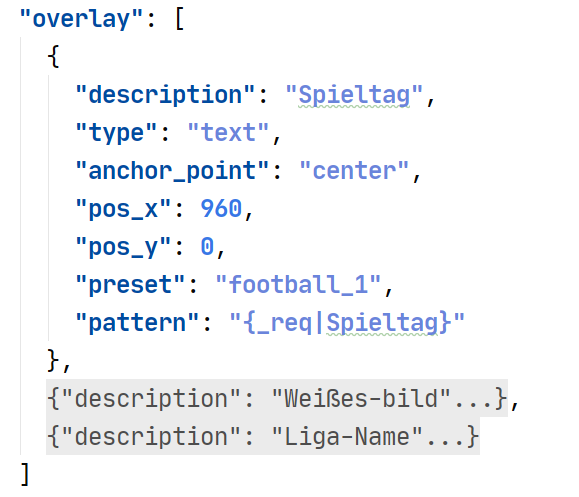 "overlay": [
{
"description": "Spieltag",
"type": "text",
"anchor_point": "center",
"pos_x": 960,
"pos_y": 0,
"preset": "football_1",
"pattern": "{_req|Spieltag}"
},
{"description": "Weißes-bild"...},
{"description": "Liga-Name"...}
]